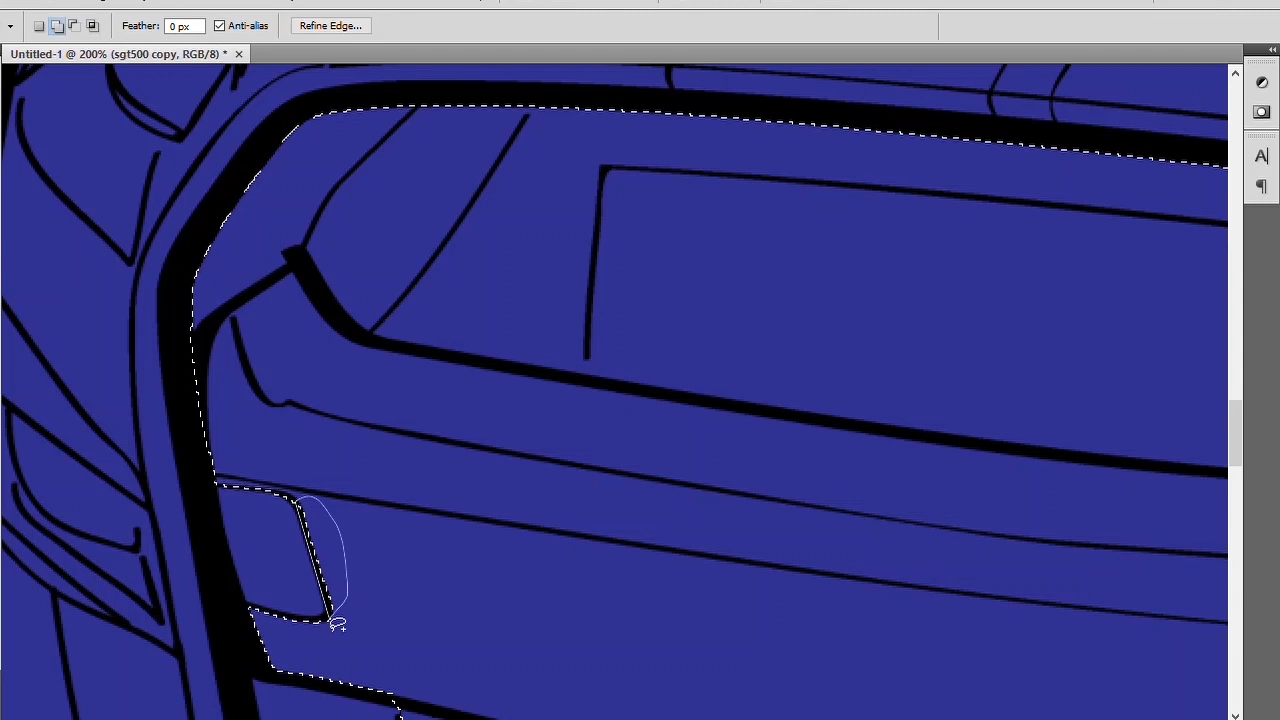 Feather: 0 px Anti-alias Refine Edge...
Untitled-1 @ 200% (sgt500 copy, RGB/8) * ×
A
¶